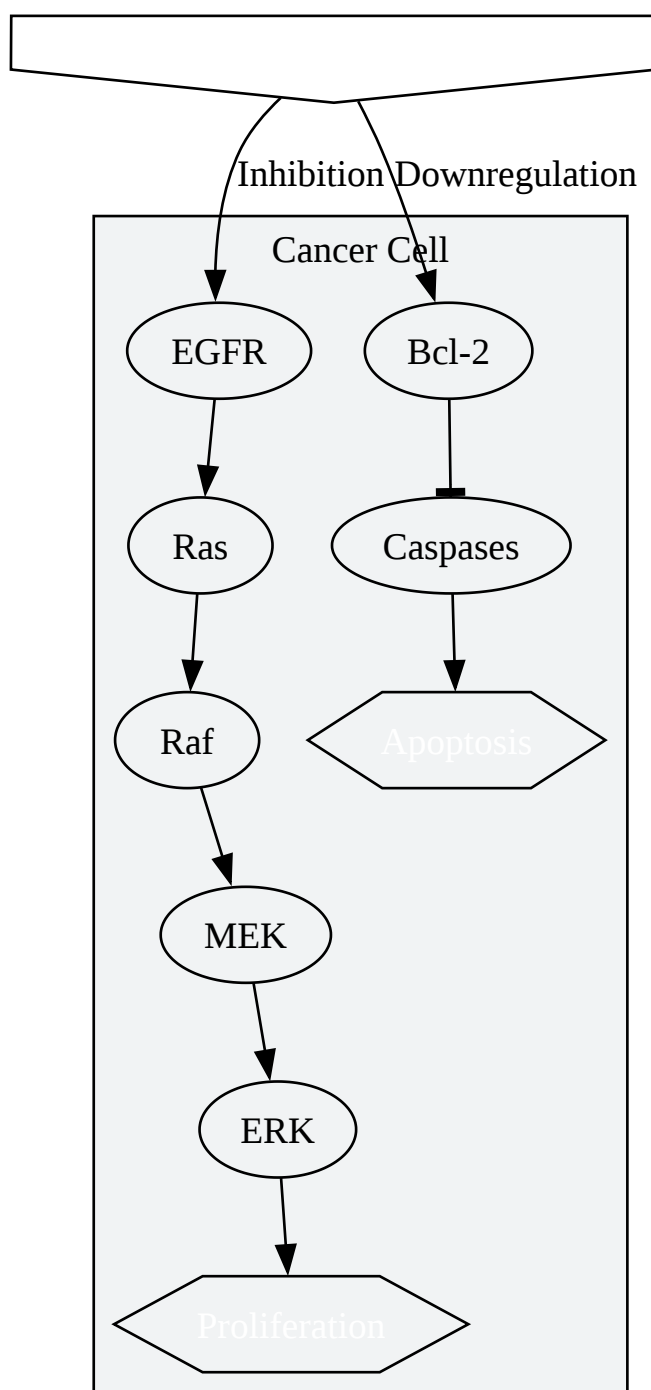 Inhibition Downregulation
Cancer Cell
EGFR
Bcl-2
Ras
Caspases
Raf
Apoptosis
MEK
ERK
Proliferation